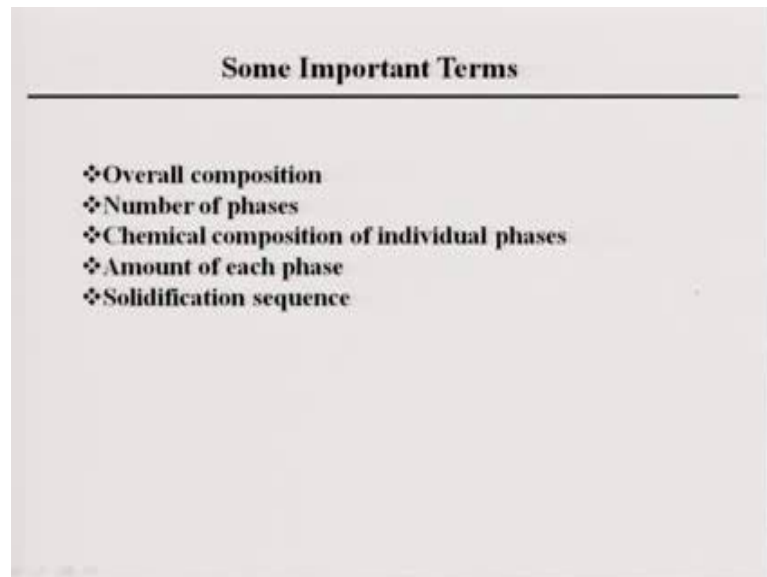 Some Important Terms
❖Overall composition
❖Number of phases
❖Chemical composition of individual phases
❖Amount of each phase
❖Solidification sequence